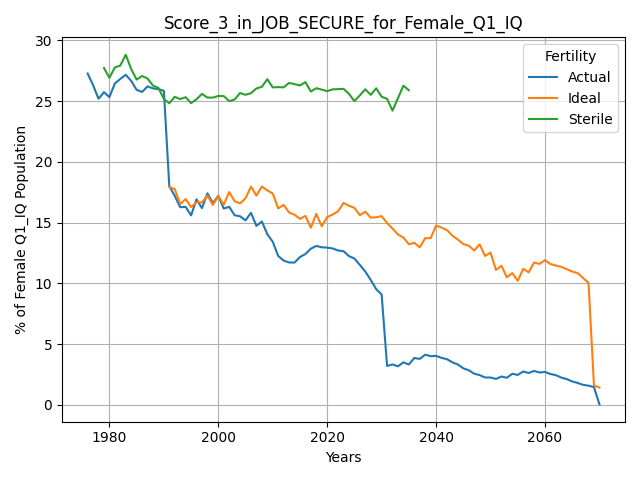 Score_3_in_JOB_SECURE_for_Female_Q1_IQ
% of Female Q1_IQ Population
30
25
20
15
10
5
0
Fertility
Actual
Ideal
Sterile
1980
2000
2020
2040
2060
Years